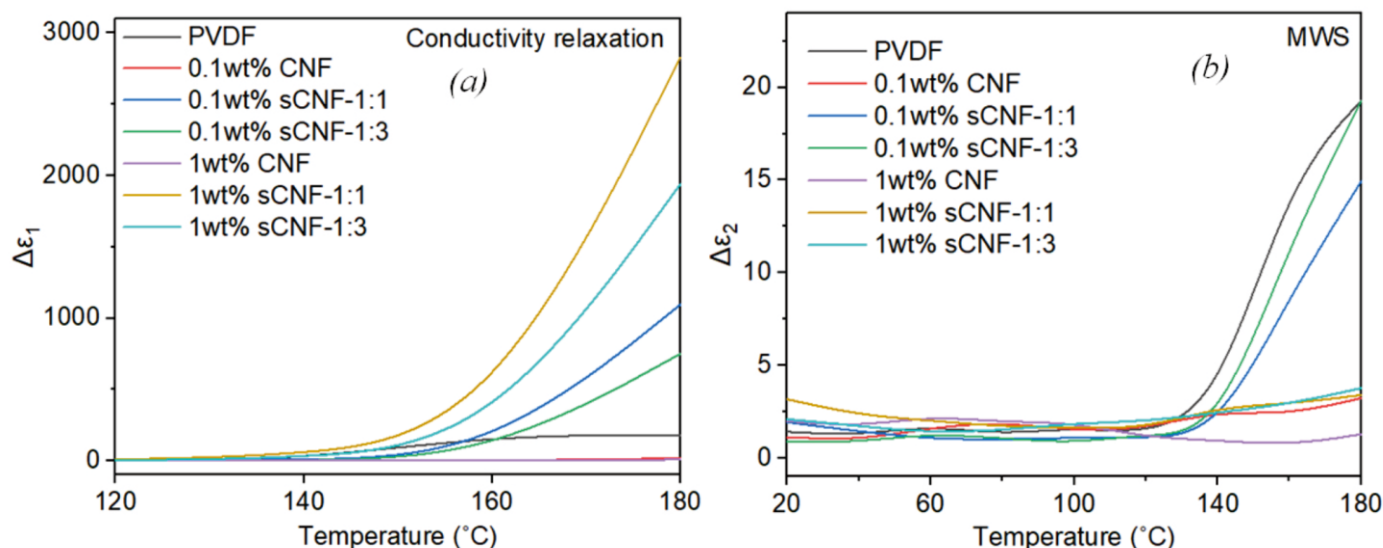 3000
2000
1000
0
Δε₁
PVDF
0.1wt% CNF
0.1wt% sCNF-1:1
0.1wt% sCNF-1:3
1wt% CNF
1wt% sCNF-1:1
1wt% sCNF-1:3
Conductivity relaxation
(a)
120 140 160 180
Temperature (˚C)
20
15
10
5
0
Δε₂
PVDF
0.1wt% CNF
0.1wt% sCNF-1:1
0.1wt% sCNF-1:3
1wt% CNF
1wt% sCNF-1:1
1wt% sCNF-1:3
MWS
(b)
20 60 100 140 180
Temperature (˚C)